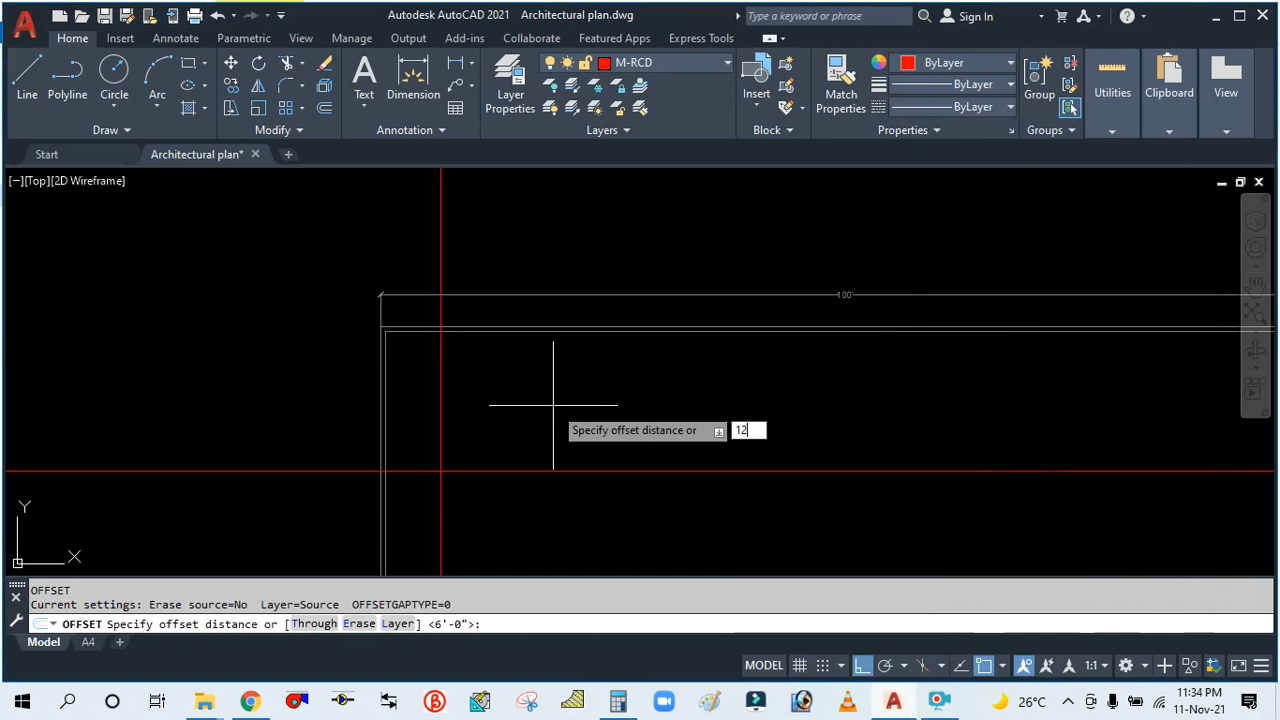 Autodesk AutoCAD 2021 Architectural plan.dwg
Type a keyword or phrase
Sign In
Home Insert Annotate Parametric View Manage Output Add-ins Collaborate Featured Apps Express Tools
Line Polyline Circle Arc
Text Dimension
Layer Properties
M-RCD
Insert
Match Properties
ByLayer
ByLayer
ByLayer
Group
Utilities
Clipboard
View
Draw Modify Annotation Layers Block Properties Groups
Start Architectural plan*
[−][Top][2D Wireframe]
100'
Specify offset distance or 12
Y
X
OFFSET
Current settings: Erase source=No Layer=Source OFFSETGAPTYPE=0
OFFSET Specify offset distance or [Through Erase Layer] <6'-0">:
Model A4
MODEL 1:1
26°C
11:34 PM
11-Nov-21